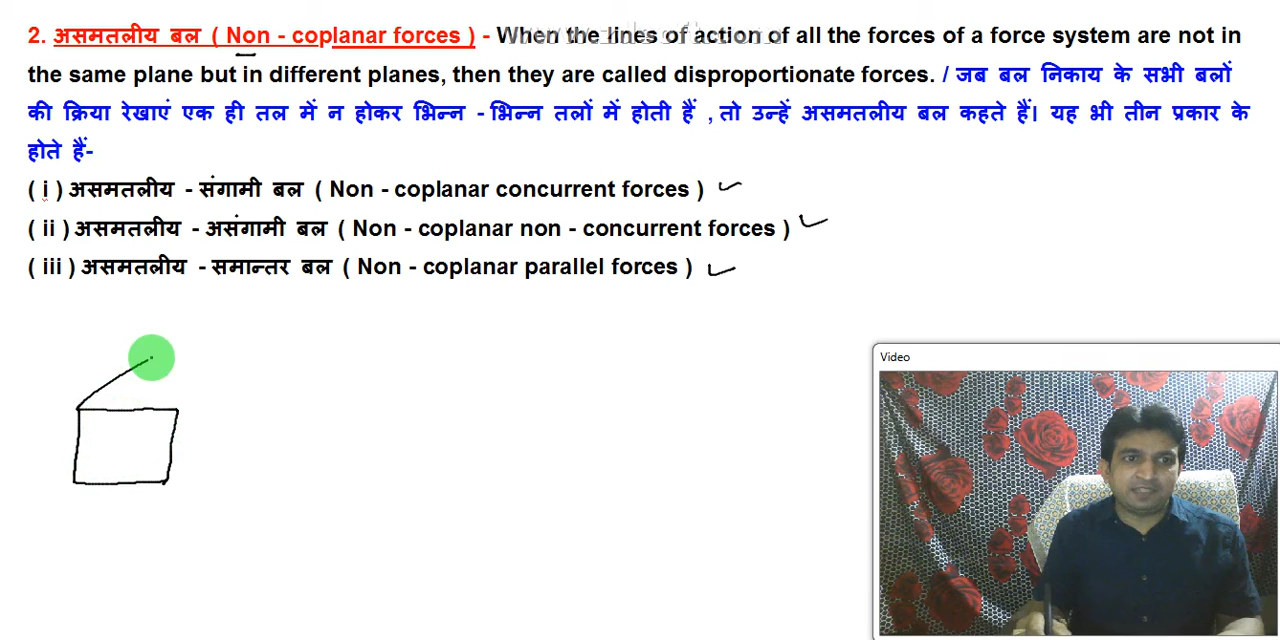 2. असमतलीय बल ( Non - coplanar forces ) - When the lines of action of all the forces of a force system are not in
the same plane but in different planes, then they are called disproportionate forces. / जब बल निकाय के सभी बलों
की क्रिया रेखाएं एक ही तल में न होकर भिन्न - भिन्न तलों में होती हैं , तो उन्हें असमतलीय बल कहते हैं। यह भी तीन प्रकार के
होते हैं-
( i ) असमतलीय - संगामी बल ( Non - coplanar concurrent forces )
( ii ) असमतलीय - असंगामी बल ( Non - coplanar non - concurrent forces )
( iii ) असमतलीय - समान्तर बल ( Non - coplanar parallel forces )
Video